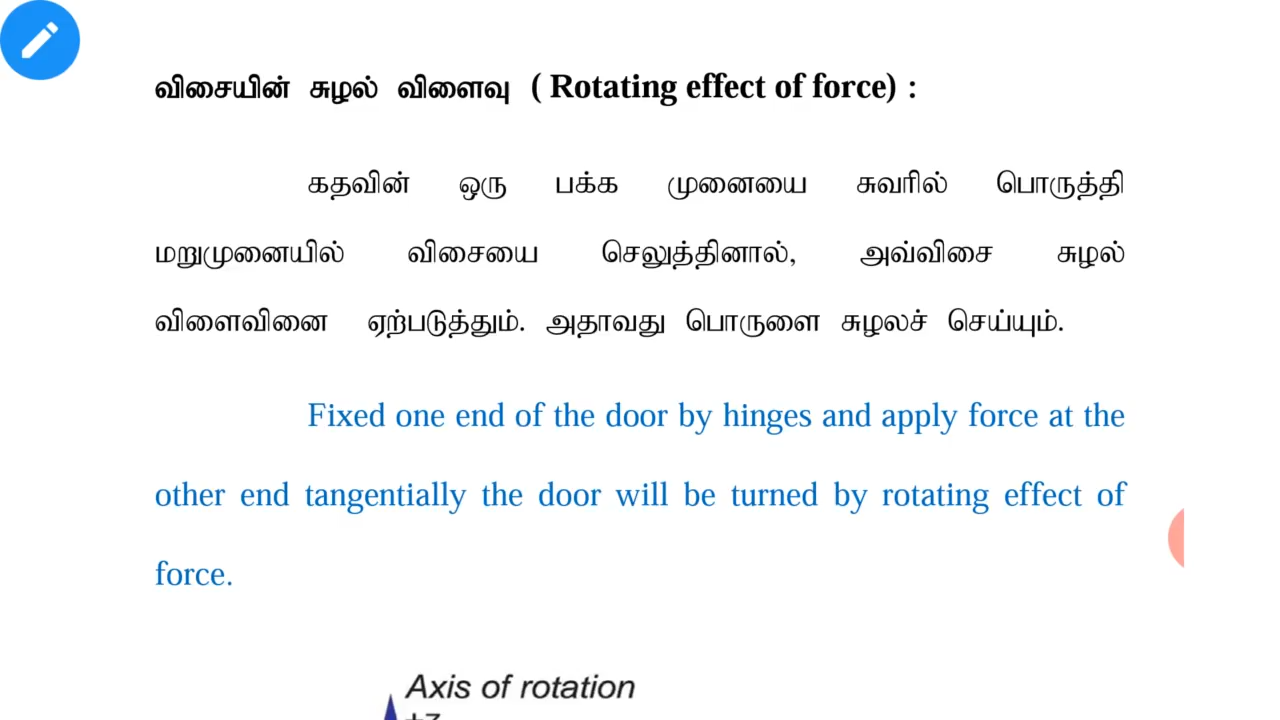 விசையின் சுழல் விளைவு ( Rotating effect of force) :
கதவின் ஒரு பக்க முனையை சுவரில் பொருத்தி
மறுமுனையில் விசையை செலுத்தினால், அவ்விசை சுழல்
விளைவினை ஏற்படுத்தும். அதாவது பொருளை சுழலச் செய்யும்.
Fixed one end of the door by hinges and apply force at the
other end tangentially the door will be turned by rotating effect of
force.
Axis of rotation
+z